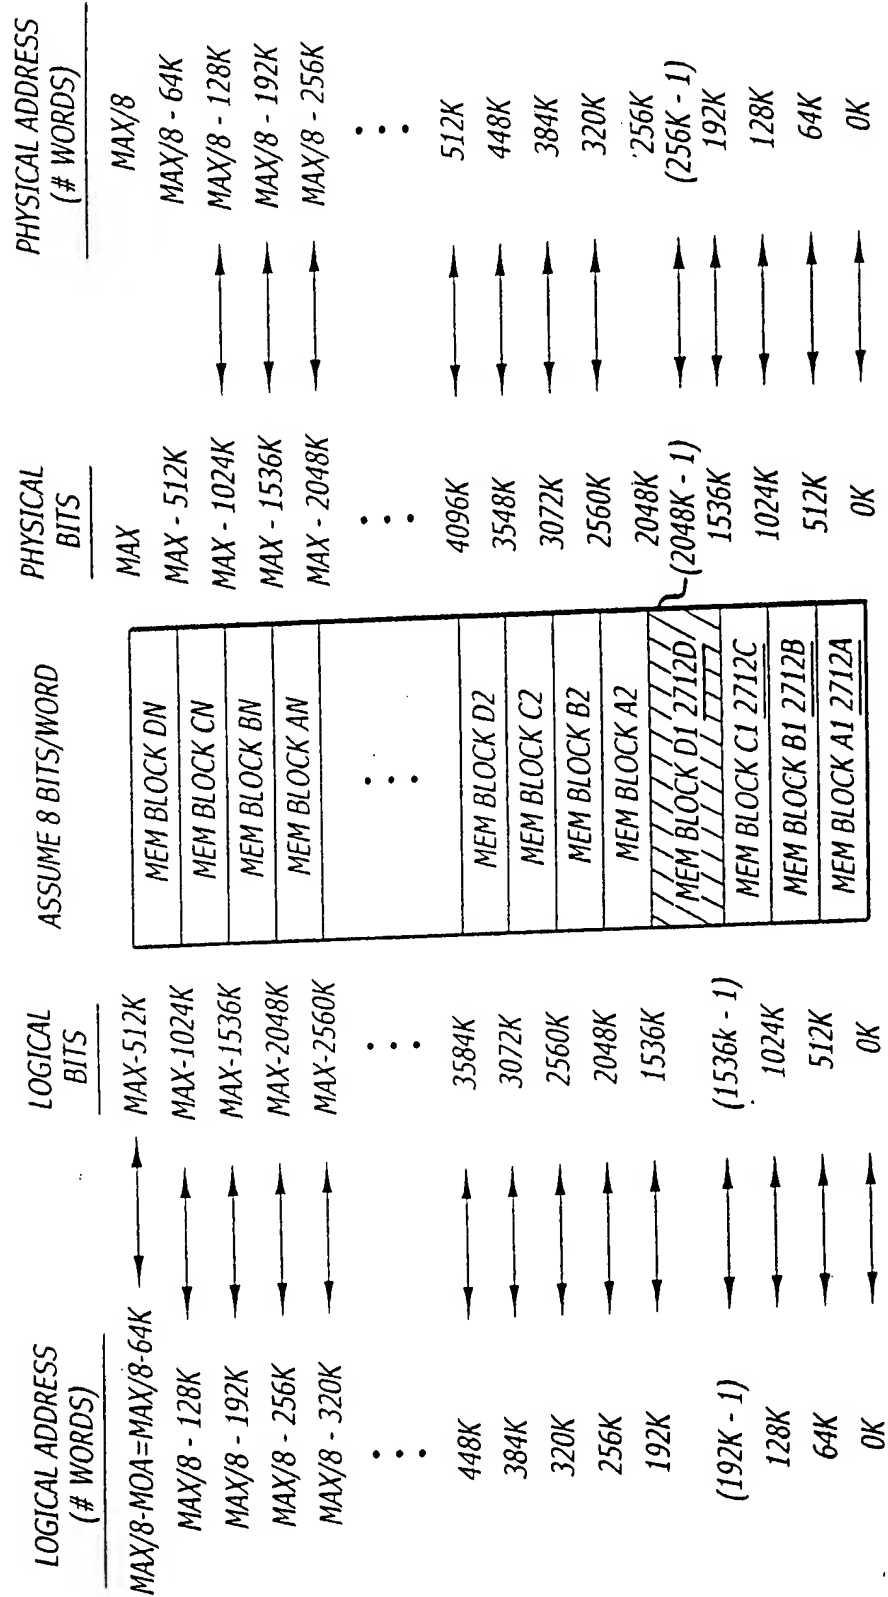 LOGICAL ADDRESS
(# WORDS)
MAX/8-MOA=MAX/8-64K
MAX/8 - 128K
MAX/8 - 192K
MAX/8 - 256K
MAX/8 - 320K
• • •
448K
384K
320K
256K
192K
(192K - 1)
128K
64K
0K
LOGICAL
BITS
MAX-512K
MAX-1024K
MAX-1536K
MAX-2048K
MAX-2560K
• • •
3584K
3072K
2560K
2048K
1536K
(1536k - 1)
1024K
512K
0K
ASSUME 8 BITS/WORD
MEM BLOCK DN
MEM BLOCK CN
MEM BLOCK BN
MEM BLOCK AN
• • •
MEM BLOCK D2
MEM BLOCK C2
MEM BLOCK B2
MEM BLOCK A2
MEM BLOCK D1 2712D
MEM BLOCK C1 2712C
MEM BLOCK B1 2712B
MEM BLOCK A1 2712A
PHYSICAL
BITS
MAX
MAX - 512K
MAX - 1024K
MAX - 1536K
MAX - 2048K
• • •
4096K
3548K
3072K
2560K
2048K
(2048K - 1)
1536K
1024K
512K
0K
PHYSICAL ADDRESS
(# WORDS)
MAX/8
MAX/8 - 64K
MAX/8 - 128K
MAX/8 - 192K
MAX/8 - 256K
• • •
512K
448K
384K
320K
256K
(256K - 1)
192K
128K
64K
0K